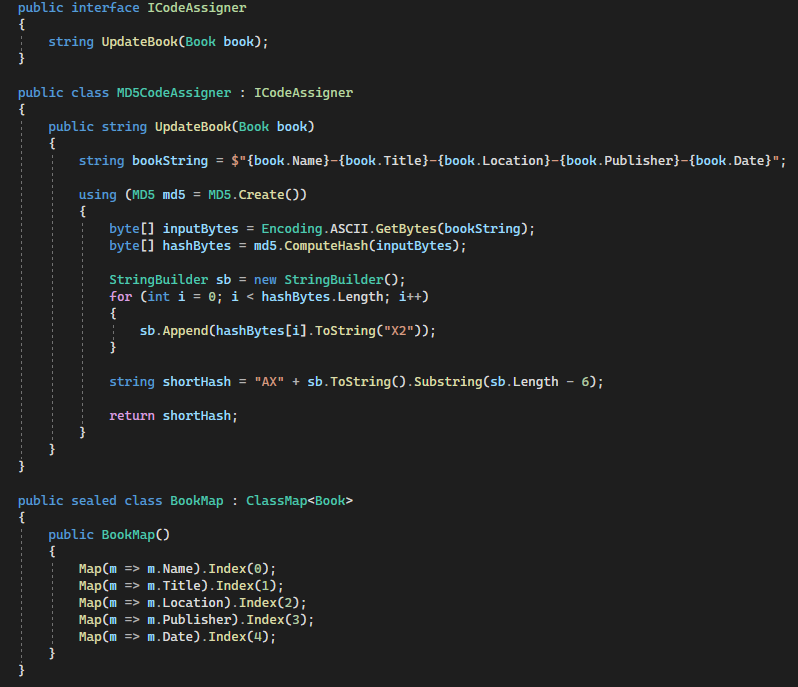 public interface ICodeAssigner
{
    string UpdateBook(Book book);
}

public class MD5CodeAssigner : ICodeAssigner
{
    public string UpdateBook(Book book)
    {
        string bookString = $"{book.Name}-{book.Title}-{book.Location}-{book.Publisher}-{book.Date}";

        using (MD5 md5 = MD5.Create())
        {
            byte[] inputBytes = Encoding.ASCII.GetBytes(bookString);
            byte[] hashBytes = md5.ComputeHash(inputBytes);

            StringBuilder sb = new StringBuilder();
            for (int i = 0; i < hashBytes.Length; i++)
            {
                sb.Append(hashBytes[i].ToString("X2"));
            }

            string shortHash = "AX" + sb.ToString().Substring(sb.Length - 6);

            return shortHash;
        }
    }
}

public sealed class BookMap : ClassMap<Book>
{
    public BookMap()
    {
        Map(m => m.Name).Index(0);
        Map(m => m.Title).Index(1);
        Map(m => m.Location).Index(2);
        Map(m => m.Publisher).Index(3);
        Map(m => m.Date).Index(4);
    }
}